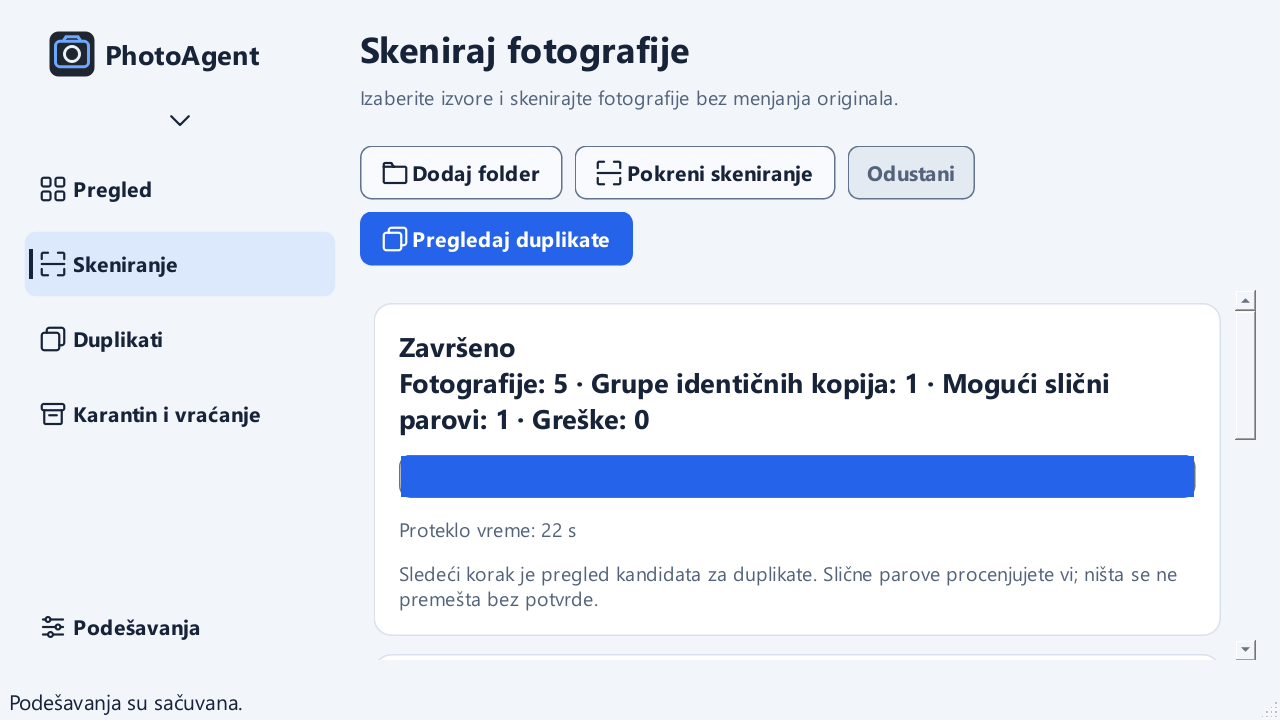 PhotoAgent
Pregled
Skeniranje
Duplikati
Karantin i vraćanje
Podešavanja
Skeniraj fotografije
Izaberite izvore i skenirajte fotografije bez menjanja originala.
Dodaj folder
Pokreni skeniranje
Odustani
Pregledaj duplikate
Završeno
Fotografije: 5 · Grupe identičnih kopija: 1 · Mogući slični
parovi: 1 · Greške: 0
Proteklo vreme: 22 s
Sledeći korak je pregled kandidata za duplikate. Slične parove procenjujete vi; ništa se ne
premešta bez potvrde.
Podešavanja su sačuvana.